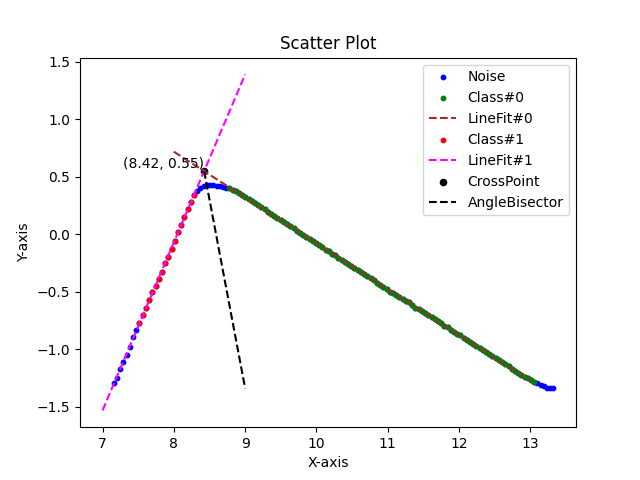 Scatter Plot
1.5
1.0
0.5
0.0
−0.5
−1.0
−1.5
Y-axis
(8.42, 0.55)
Noise
Class#0
LineFit#0
Class#1
LineFit#1
CrossPoint
AngleBisector
7 8 9 10 11 12 13
X-axis